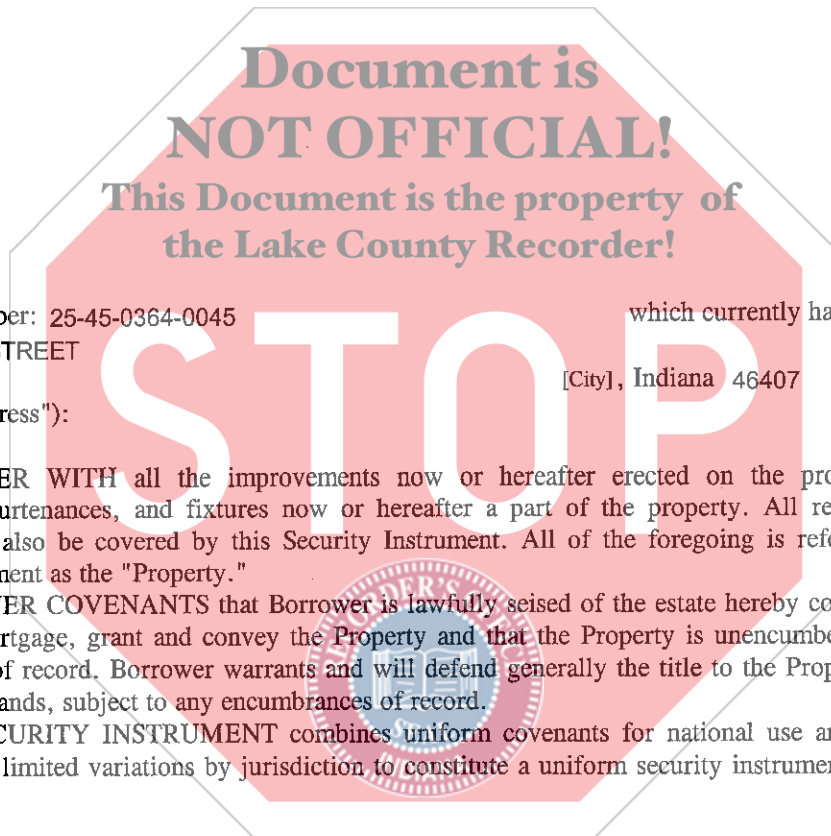 Document is
NOT OFFICIAL!
This Document is the property of
the Lake County Recorder!
ber: 25-45-0364-0045 which currently ha
TREET
[City], Indiana 46407
ress"):
STOP
ER WITH all the improvements now or hereafter erected on the pro
urtenances, and fixtures now or hereafter a part of the property. All re
also be covered by this Security Instrument. All of the foregoing is refe
ment as the "Property."
VER COVENANTS that Borrower is lawfully seised of the estate hereby co
rtgage, grant and convey the Property and that the Property is unencumbe
of record. Borrower warrants and will defend generally the title to the Prop
ands, subject to any encumbrances of record.
CURITY INSTRUMENT combines uniform covenants for national use an
limited variations by jurisdiction to constitute a uniform security instrumen
SEAL